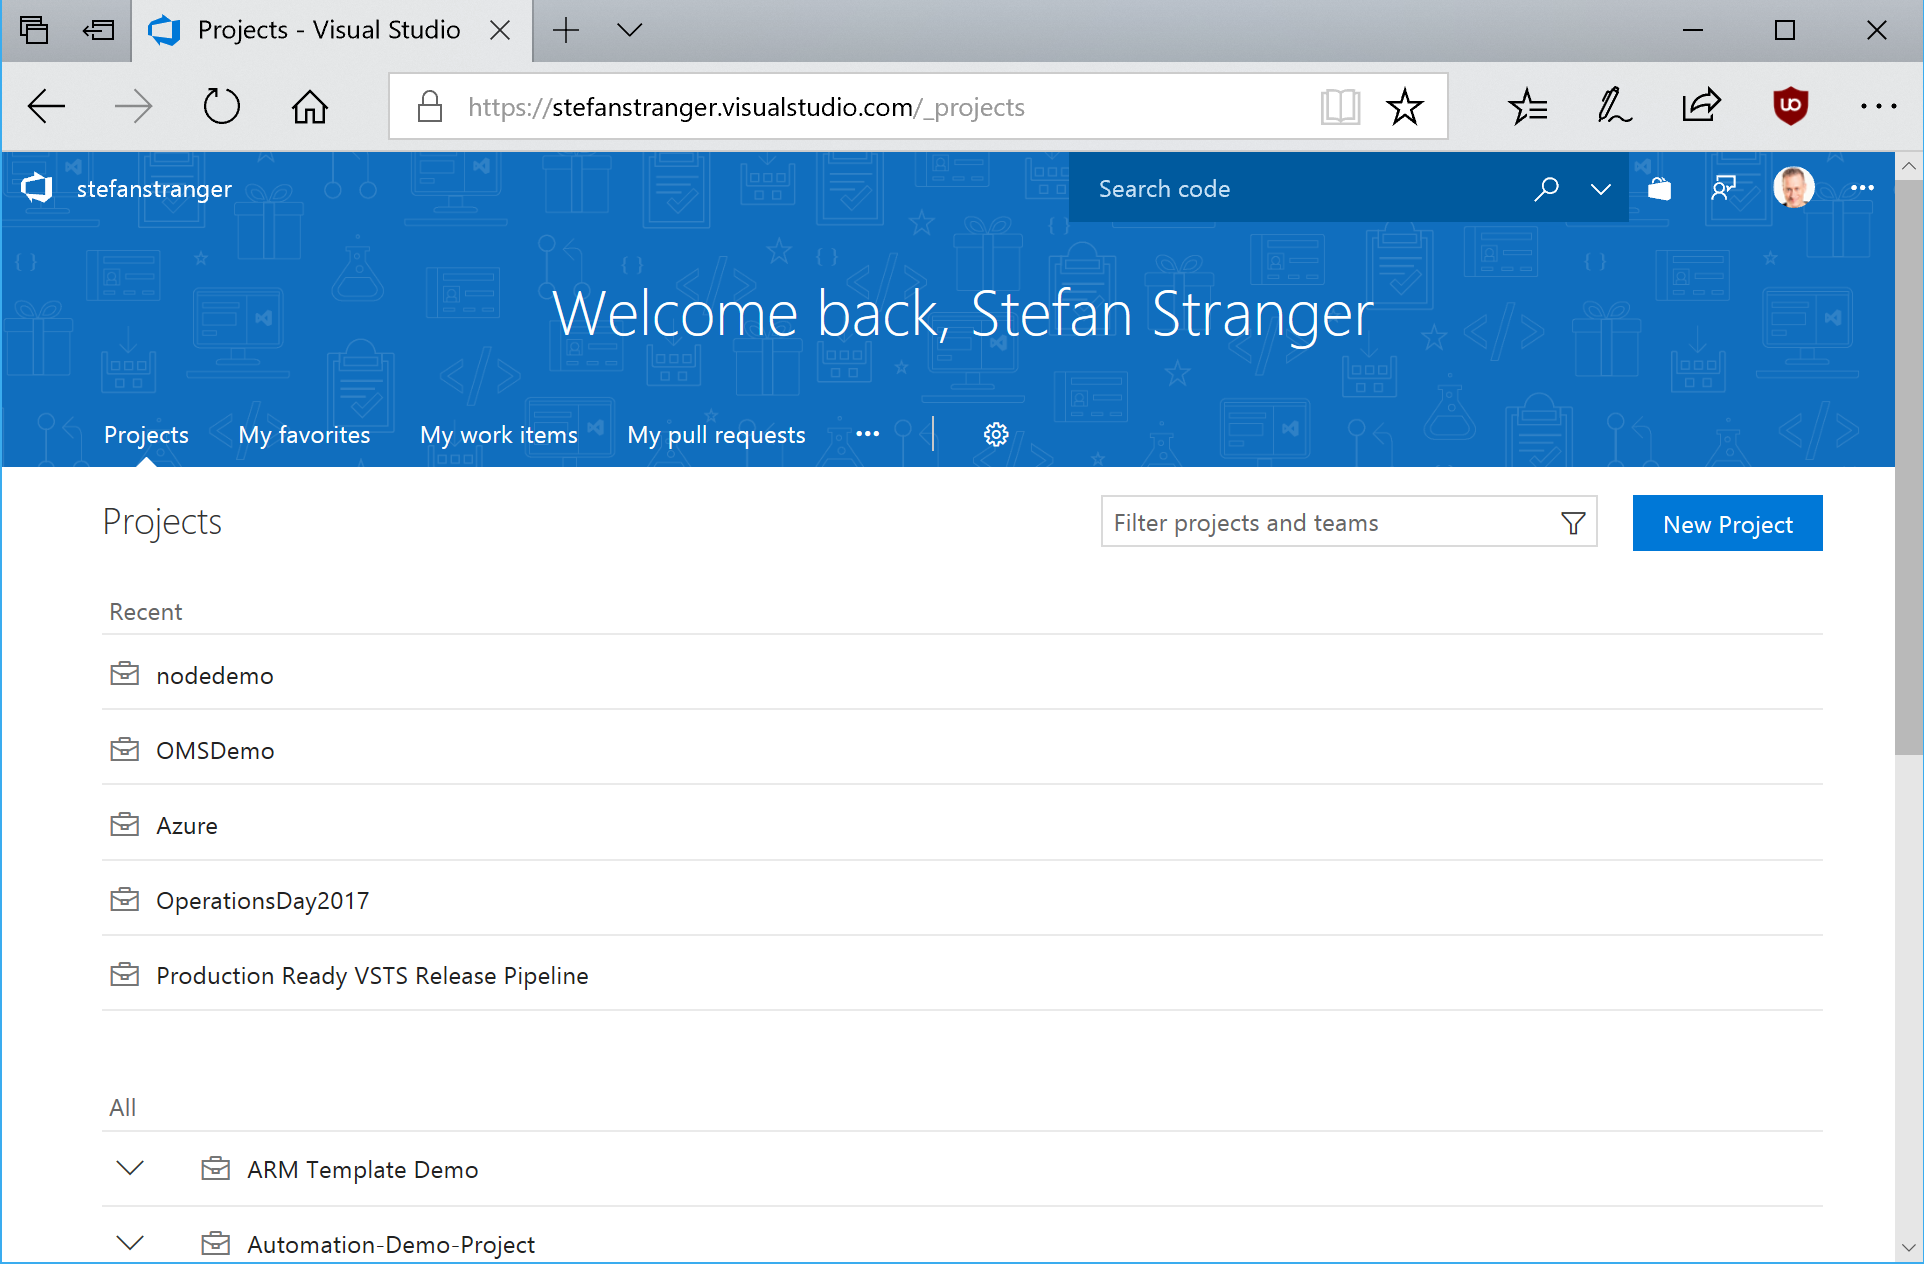 Projects - Visual Studio
https://stefanstranger.visualstudio.com/_projects
stefanstranger
Search code
Welcome back, Stefan Stranger
Projects My favorites My work items My pull requests
Projects
Filter projects and teams
New Project
Recent
nodedemo
OMSDemo
Azure
OperationsDay2017
Production Ready VSTS Release Pipeline
All
ARM Template Demo
Automation-Demo-Project